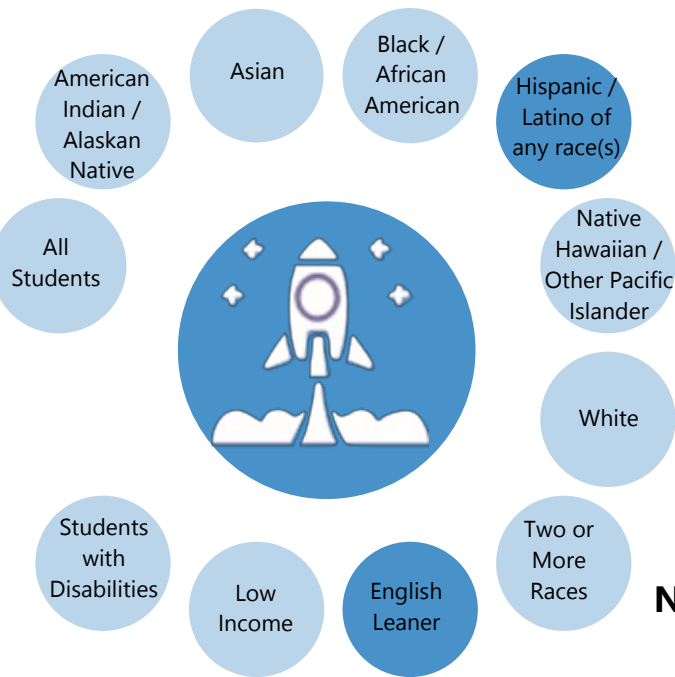 American
Indian /
Alaskan
Native
Asian
Black /
African
American
Hispanic /
Latino of
any race(s)
All
Students
Native
Hawaiian /
Other Pacific
Islander
White
Students
with
Disabilities
Low
Income
English
Leaner
Two or
More
Races
N